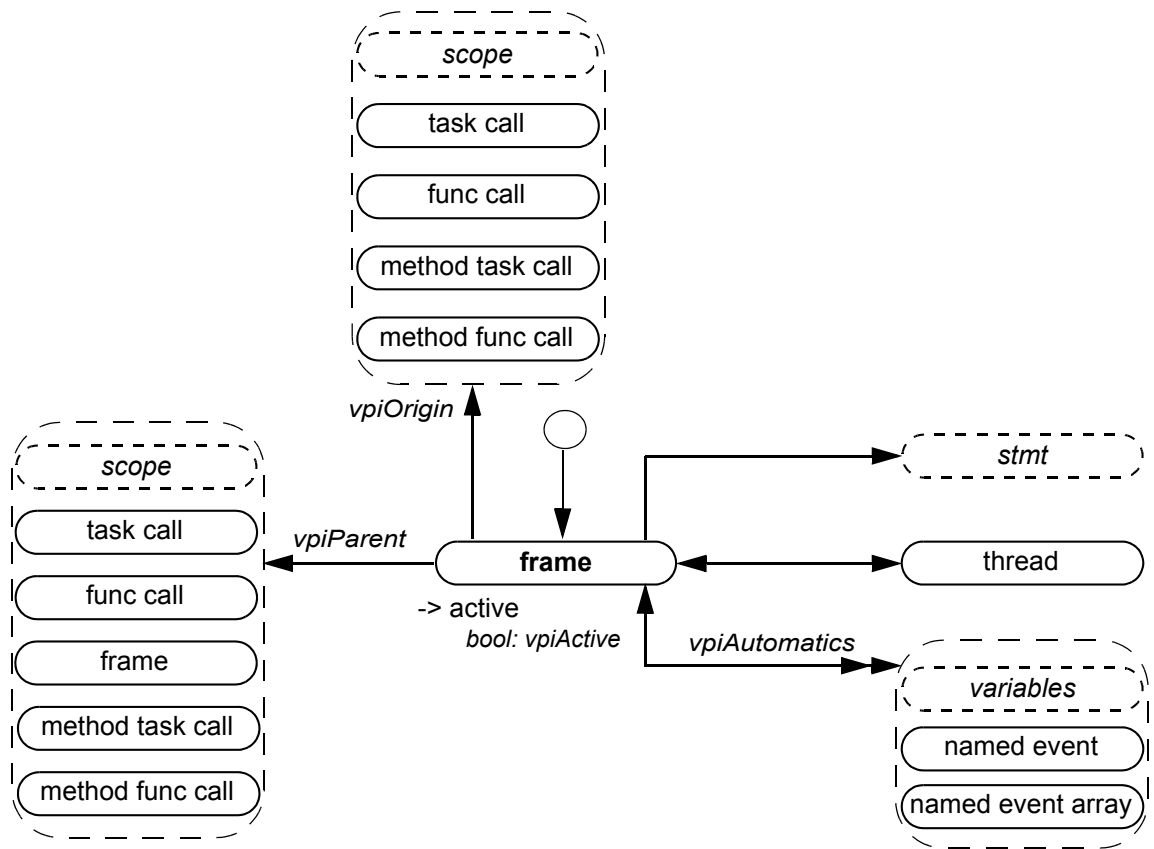 scope
task call
func call
method task call
method func call
vpiOrigin
scope
task call
func call
frame
method task call
method func call
vpiParent
frame
-> active
bool: vpiActive
stmt
thread
vpiAutomatics
variables
named event
named event array